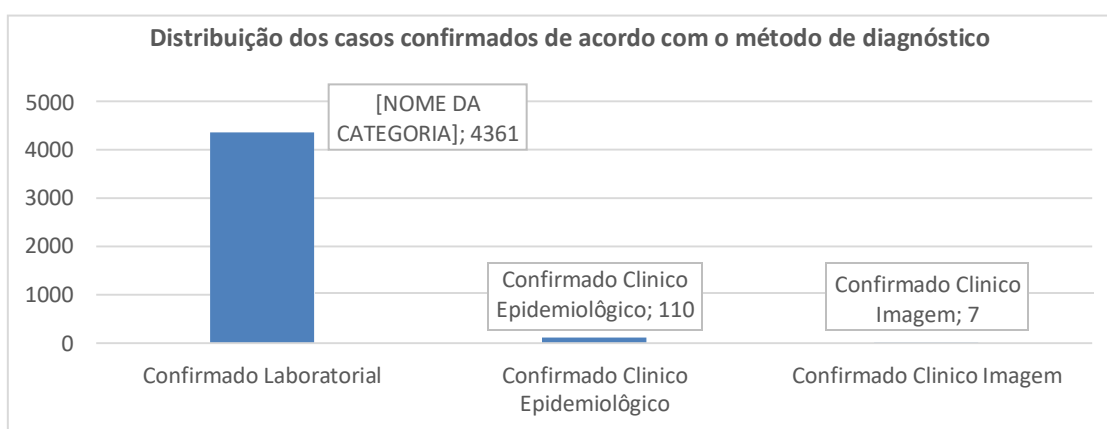 Distribuição dos casos confirmados de acordo com o método de diagnóstico
5000
4000
3000
2000
1000
0
[NOME DA
CATEGORIA]; 4361
Confirmado Clinico
Epidemiolôgico; 110
Confirmado Clinico
Imagem; 7
Confirmado Laboratorial
Confirmado Clinico
Epidemiolôgico
Confirmado Clinico Imagem